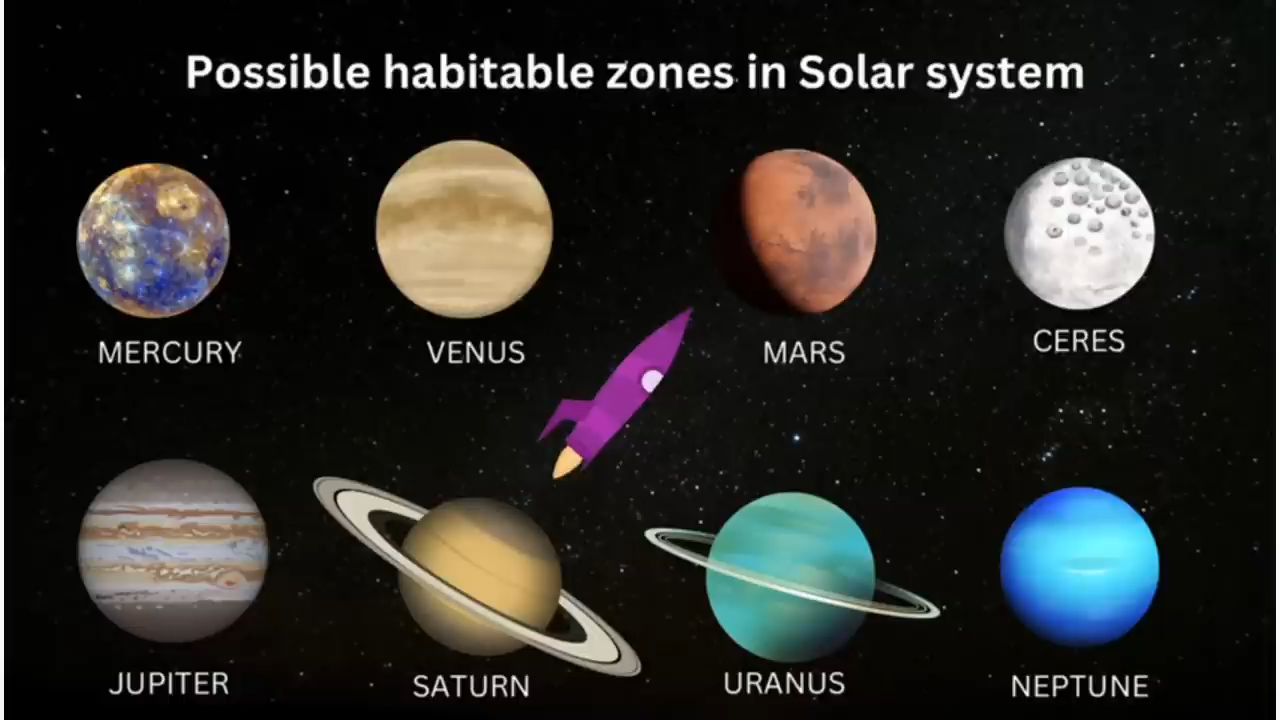 Possible habitable zones in Solar system
MERCURY
VENUS
MARS
CERES
JUPITER
SATURN
URANUS
NEPTUNE